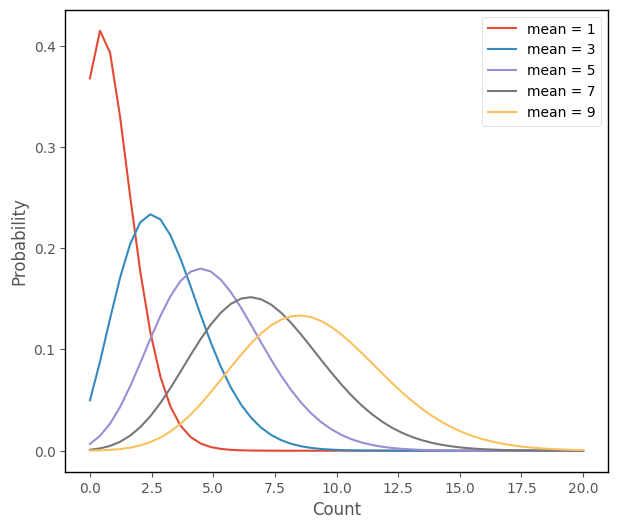 mean = 1
mean = 3
mean = 5
mean = 7
mean = 9
0.4
0.3
0.2
0.1
0.0
Probability
0.0 2.5 5.0 7.5 10.0 12.5 15.0 17.5 20.0
Count